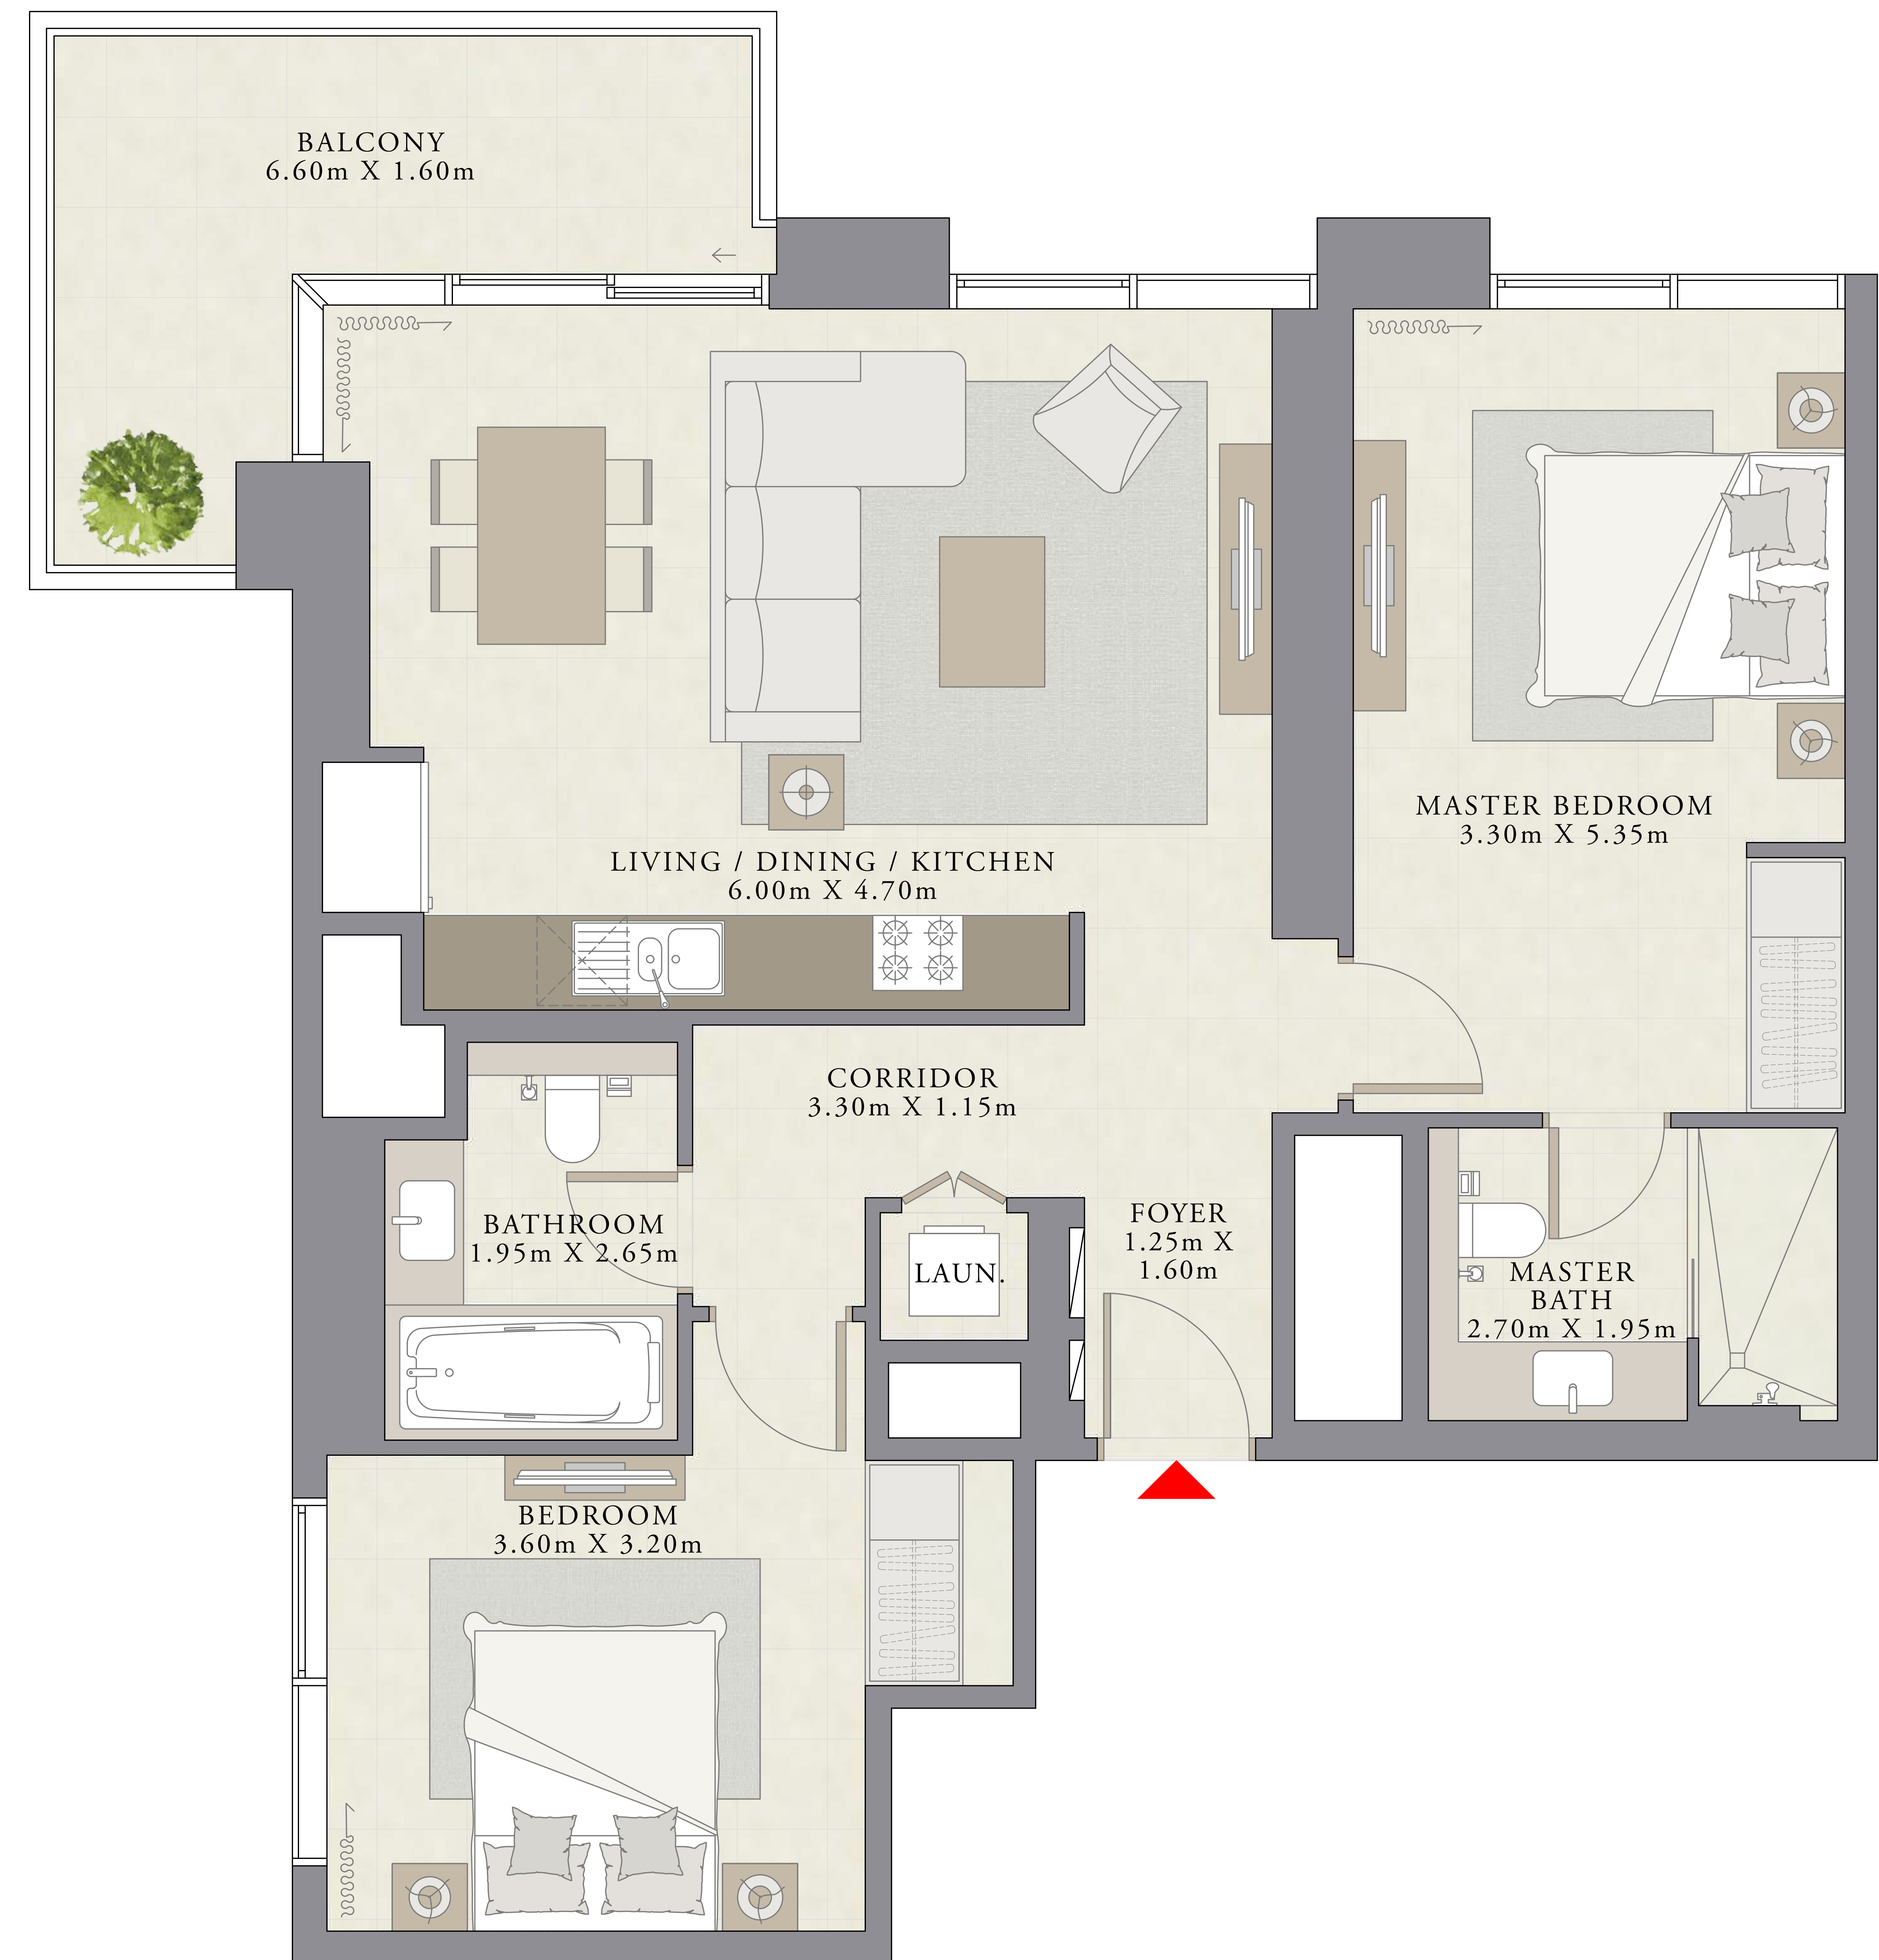 BALCONY
6.60m X 1.60m
LIVING / DINING / KITCHEN
6.00m X 4.70m
MASTER BEDROOM
3.30m X 5.35m
CORRIDOR
3.30m X 1.15m
BATHROOM
1.95m X 2.65m
LAUN.
FOYER
1.25m X
1.60m
MASTER
BATH
2.70m X 1.95m
BEDROOM
3.60m X 3.20m